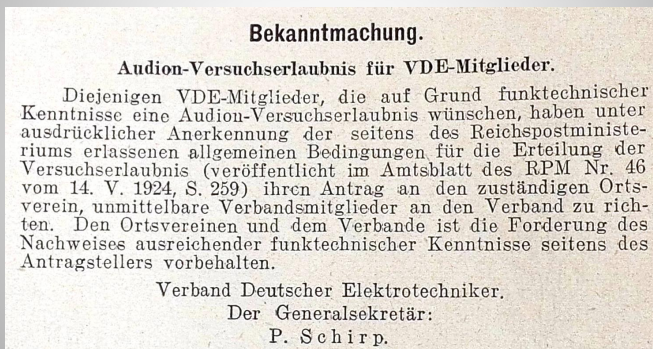 Bekanntmachung.
Audion-Versuchserlaubnis für VDE-Mitglieder.
Diejenigen VDE-Mitglieder, die auf Grund funktechnischer
Kenntnisse eine Audion-Versuchserlaubnis wünschen, haben unter
ausdrücklicher Anerkennung der seitens des Reichspostministe-
riums erlassenen allgemeinen Bedingungen für die Erteilung der
Versuchserlaubnis (veröffentlicht im Amtsblatt des RPM Nr. 46
vom 14. V. 1924, S. 259) ihren Antrag an den zuständigen Orts-
verein, unmittelbare Verbandsmitglieder an den Verband zu rich-
ten. Den Ortsvereinen und dem Verbande ist die Forderung des
Nachweises ausreichender funktechnischer Kenntnisse seitens des
Antragstellers vorbehalten.
Verband Deutscher Elektrotechniker.
Der Generalsekretär:
P. Schirp.